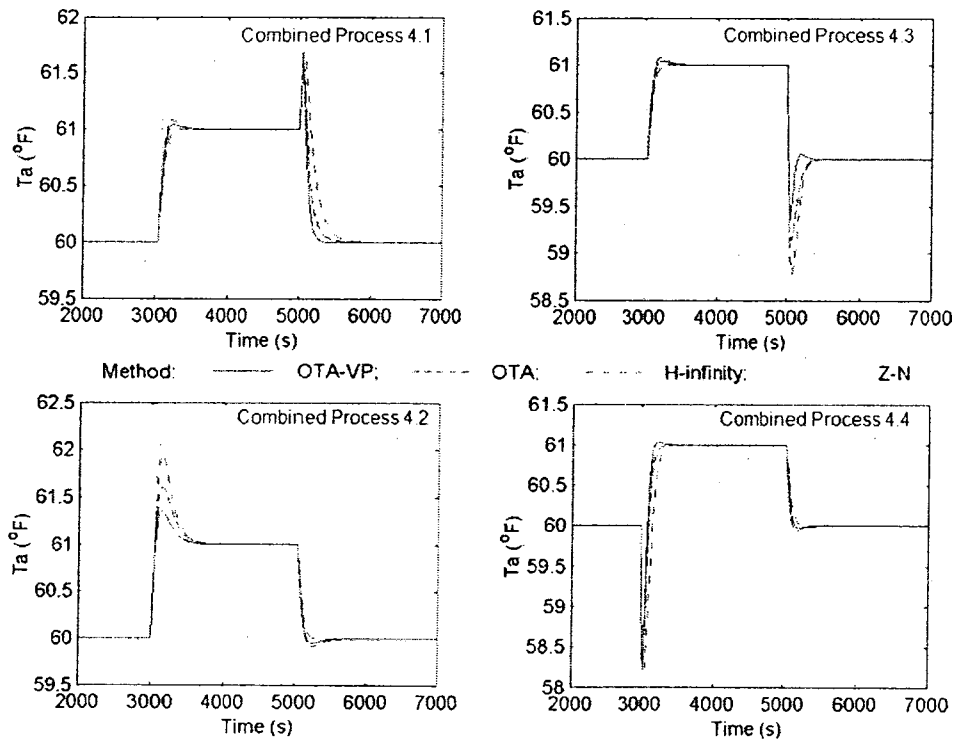 62
61.5
61
60.5
60
59.5
Ta (°F)
Combined Process 4.1
2000 3000 4000 5000 6000 7000
Time (s)
61.5
61
60.5
60
59.5
59
58.5
Ta (°F)
Combined Process 4.3
2000 3000 4000 5000 6000 7000
Time (s)
Method: OTA-VP; OTA; H-infinity; Z-N
62.5
62
61.5
61
60.5
60
59.5
Ta (°F)
Combined Process 4.2
2000 3000 4000 5000 6000 7000
Time (s)
61.5
61
60.5
60
59.5
59
58.5
58
Ta (°F)
Combined Process 4.4
2000 3000 4000 5000 6000 7000
Time (s)